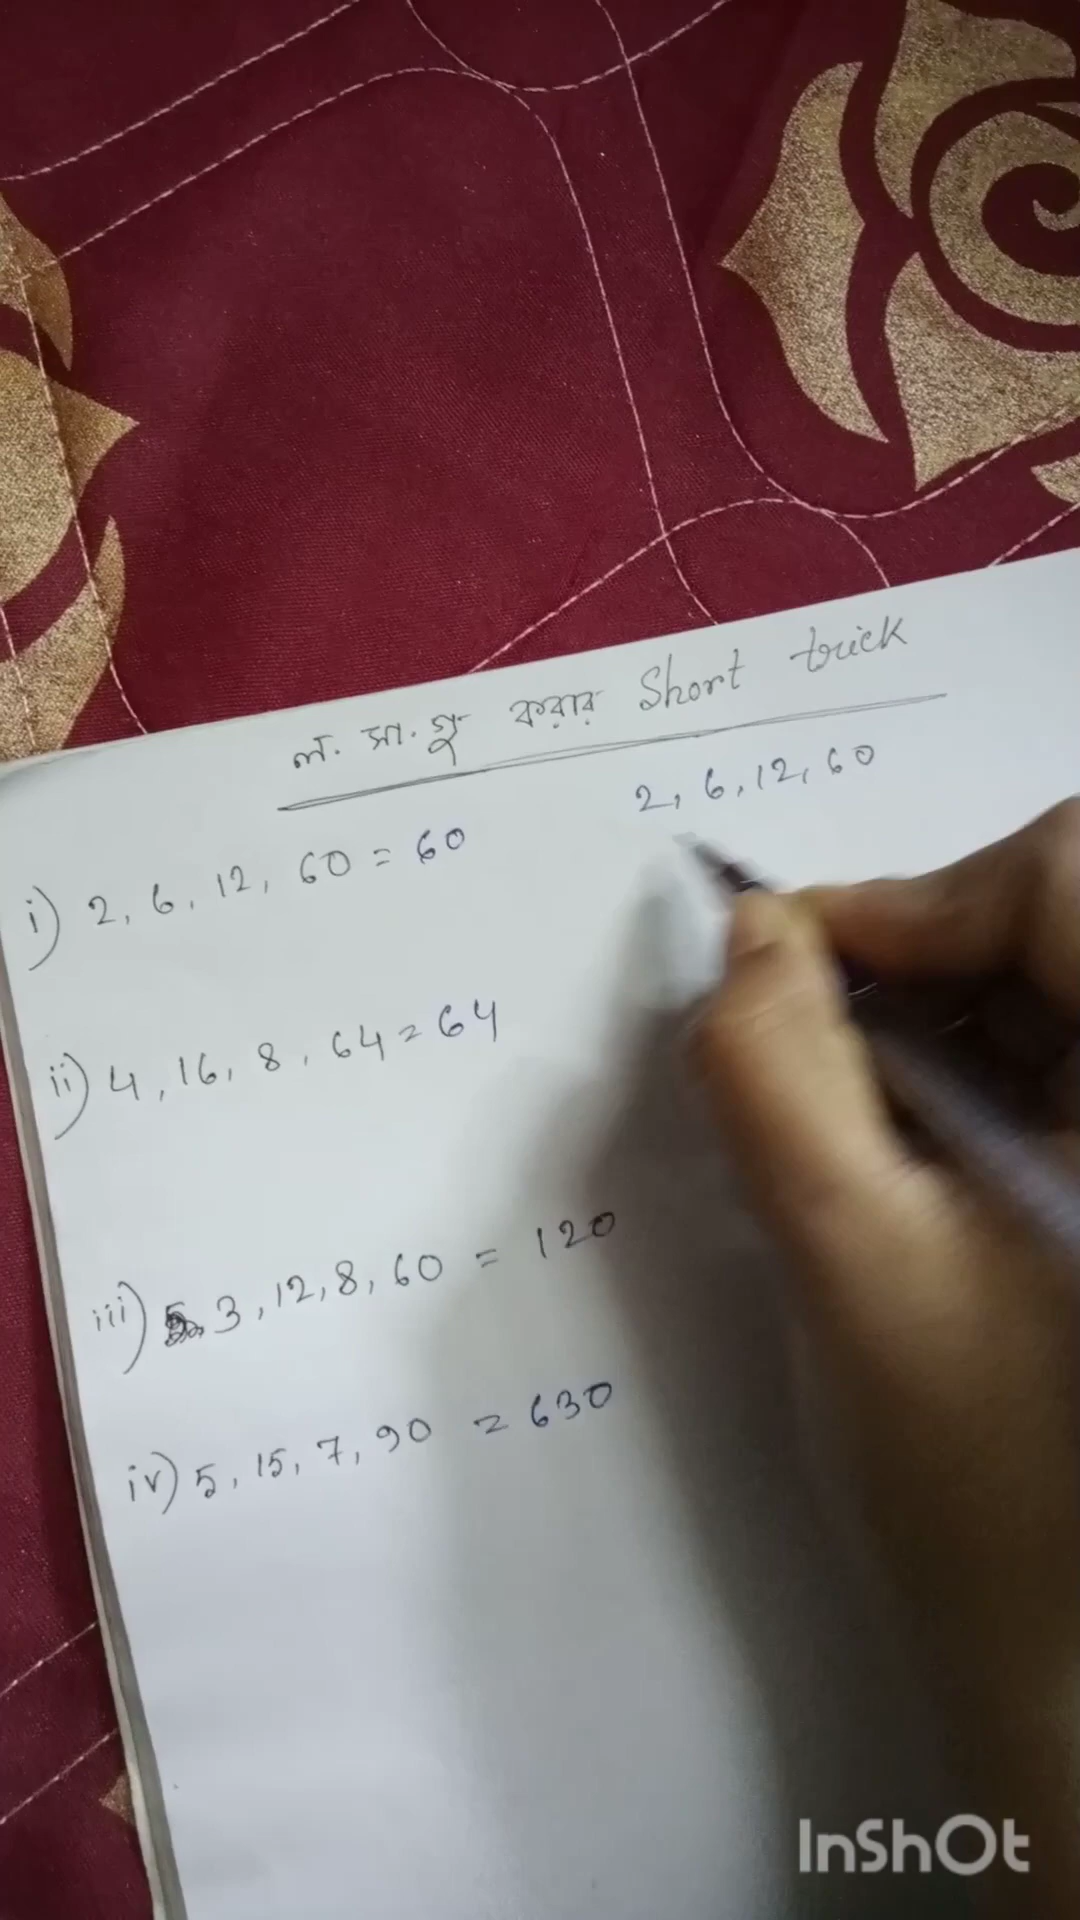 ল. সা. গু করার Short trick
2, 6, 12, 60
i) 2, 6, 12, 60 = 60
ii) 4, 16, 8, 64 = 64
iii) 3, 12, 8, 60 = 120
iv) 5, 15, 7, 90 = 630
InShOt